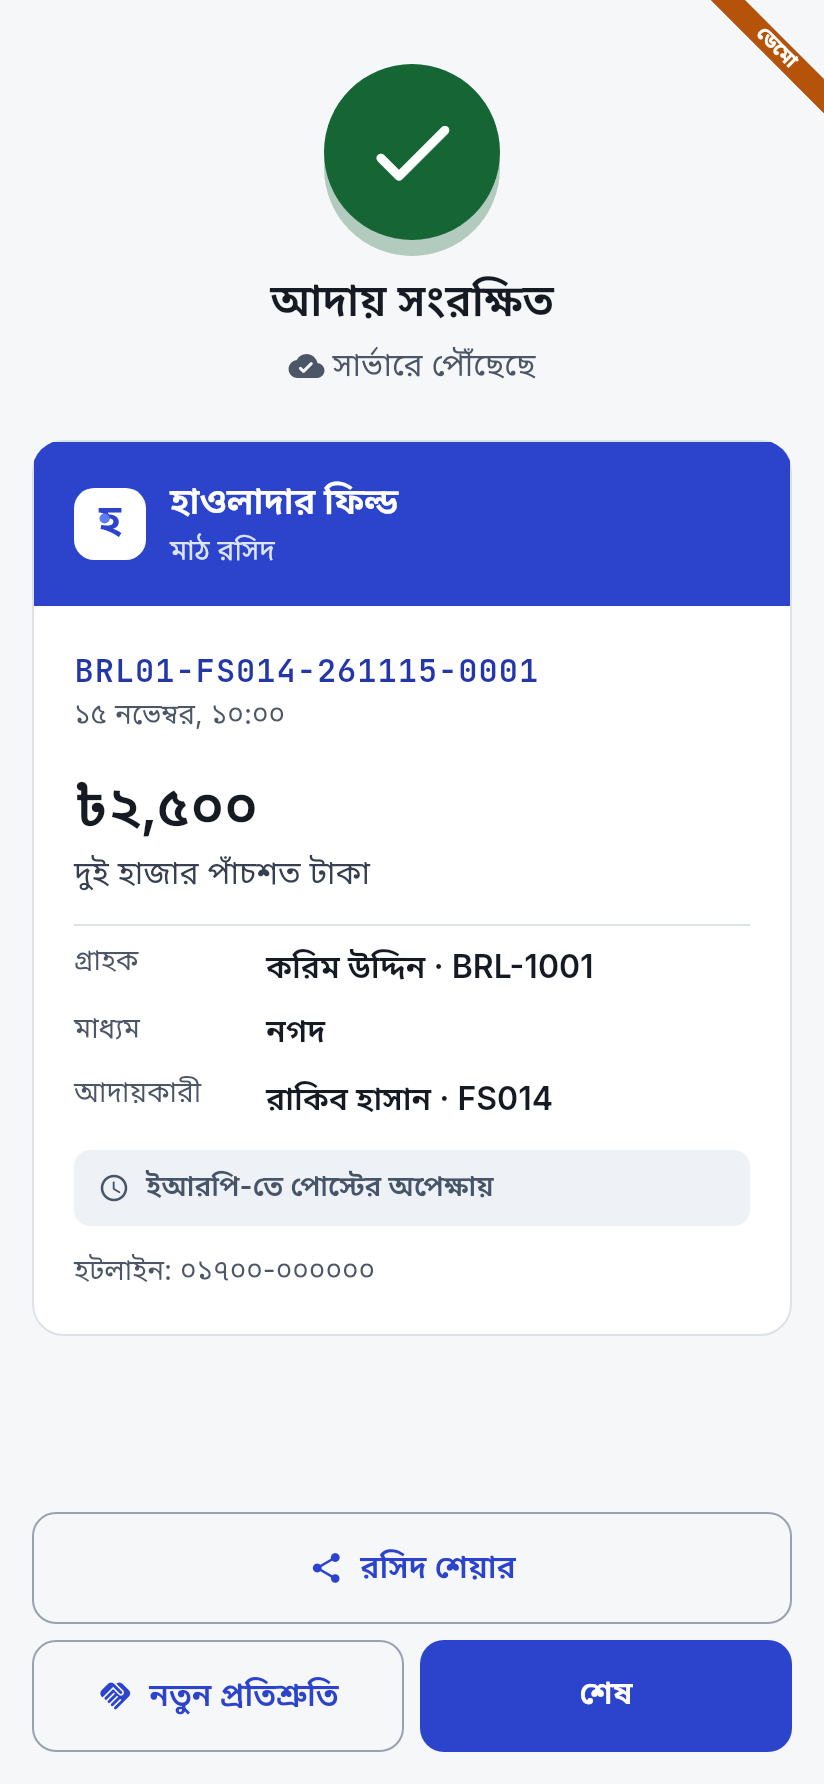 ডেমো
আদায় সংরক্ষিত
সার্ভারে পৌঁছেছে
হ
হাওলাদার ফিল্ড
মাঠ রসিদ
BRL01-FS014-261115-0001
১৫ নভেম্বর, ১০:০০
৳২,৫০০
দুই হাজার পাঁচশত টাকা
গ্রাহক করিম উদ্দিন · BRL-1001
মাধ্যম নগদ
আদায়কারী রাকিব হাসান · FS014
ইআরপি-তে পোস্টের অপেক্ষায়
হটলাইন: ০১৭০০-০০০০০০
রসিদ শেয়ার
নতুন প্রতিশ্রুতি
শেষ